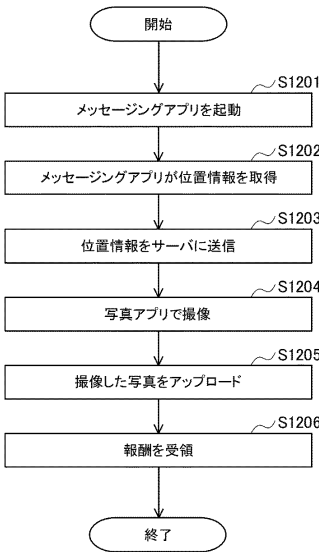 開始
S1201
メッセージングアプリを起動
S1202
メッセージングアプリが位置情報を取得
S1203
位置情報をサーバに送信
S1204
写真アプリで撮像
S1205
撮像した写真をアップロード
S1206
報酬を受領
終了